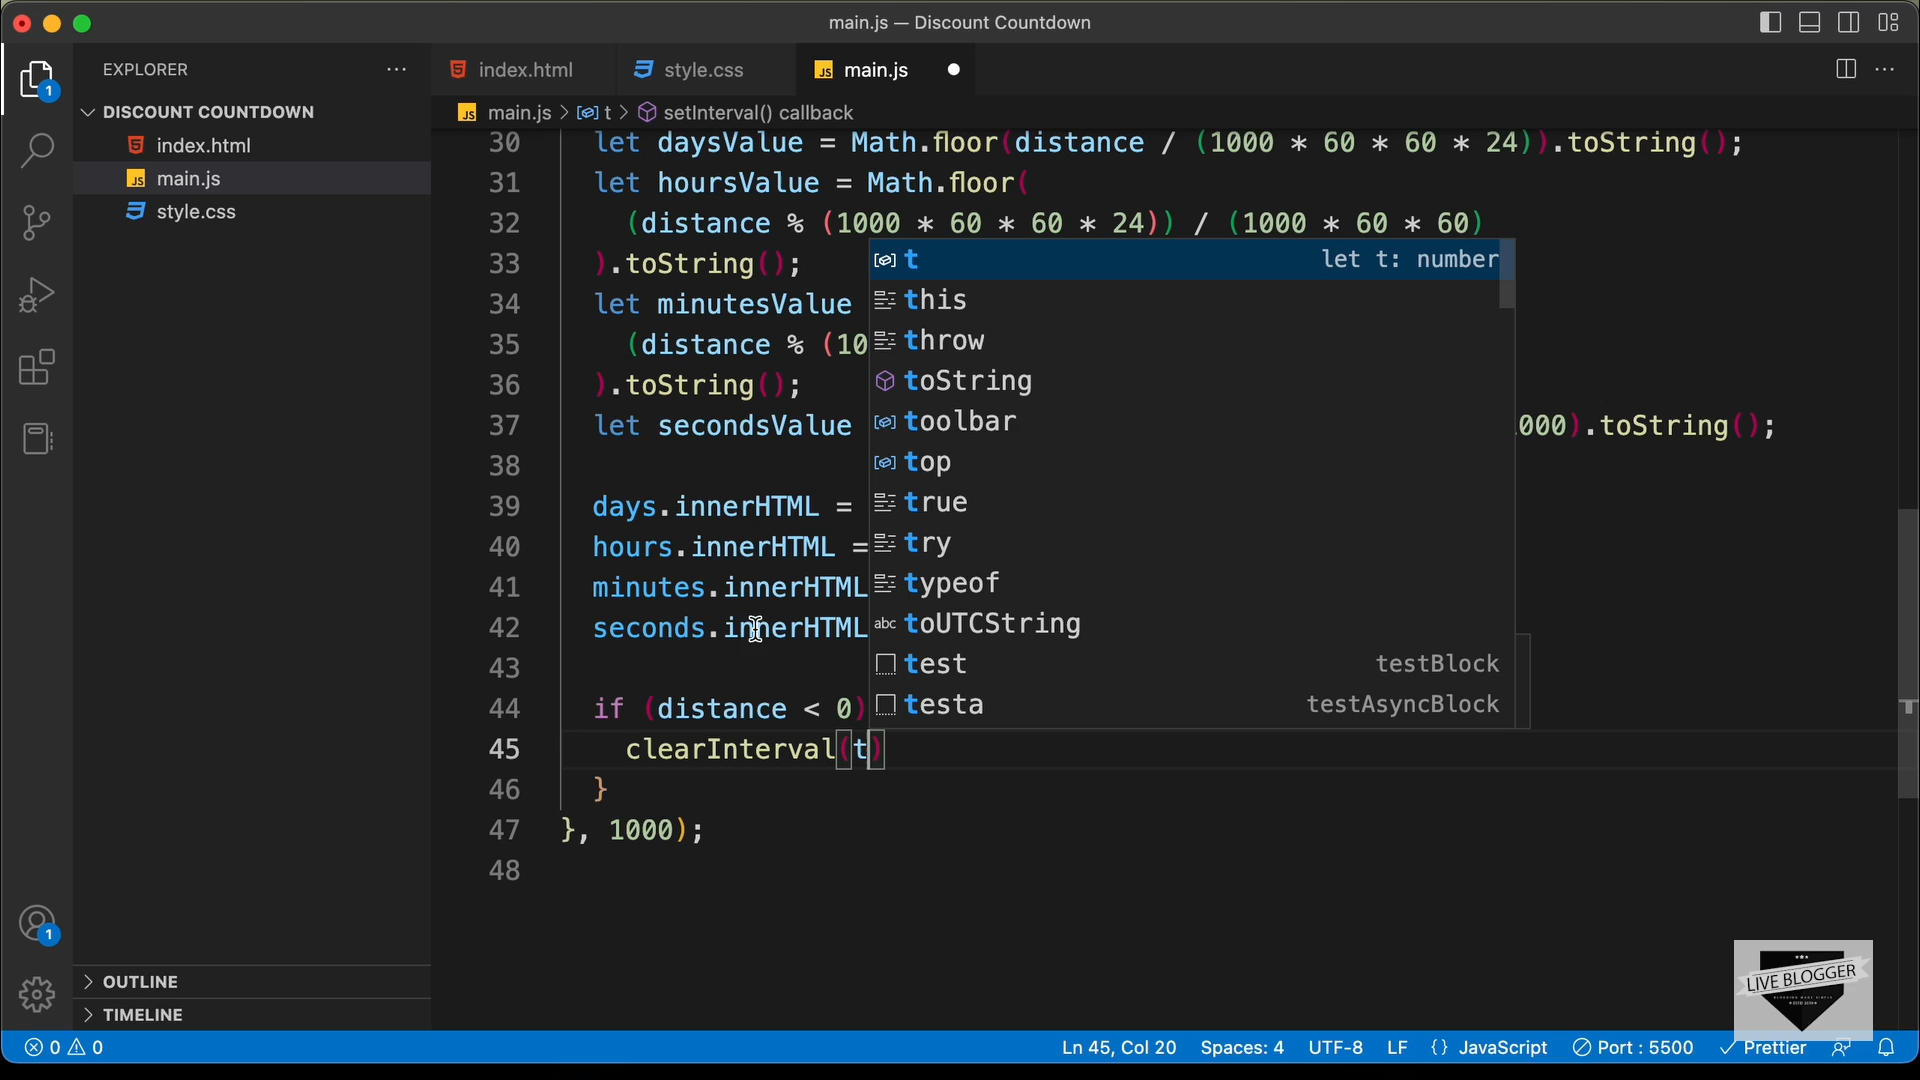 main.js — Discount Countdown
EXPLORER
index.html
style.css
main.js
1
DISCOUNT COUNTDOWN
index.html
main.js
style.css
main.js > t > setInterval() callback
30 let daysValue = Math.floor(distance / (1000 * 60 * 60 * 24)).toString();
31 let hoursValue = Math.floor(
32 (distance % (1000 * 60 * 60 * 24)) / (1000 * 60 * 60)
33 ).toString();
34 let minutesValue
35 (distance % (10
36 ).toString();
37 let secondsValue 000).toString();
38
39 days.innerHTML =
40 hours.innerHTML =
41 minutes.innerHTML
42 seconds.innerHTML
43
44 if (distance < 0)
45 clearInterval(t)
46 }
47 }, 1000);
48
t let t: number
this
throw
toString
toolbar
top
true
try
typeof
abc toUTCString
test testBlock
testa testAsyncBlock
1
OUTLINE
TIMELINE
LIVE BLOGGER
0 0
Ln 45, Col 20 Spaces: 4 UTF-8 LF {} JavaScript Port : 5500 Prettier